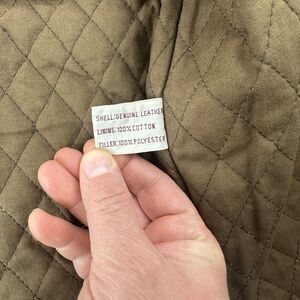 SHELL:GENUINE LEATHER
LINING:100%COTTON
FILLER:100%POLYESTER